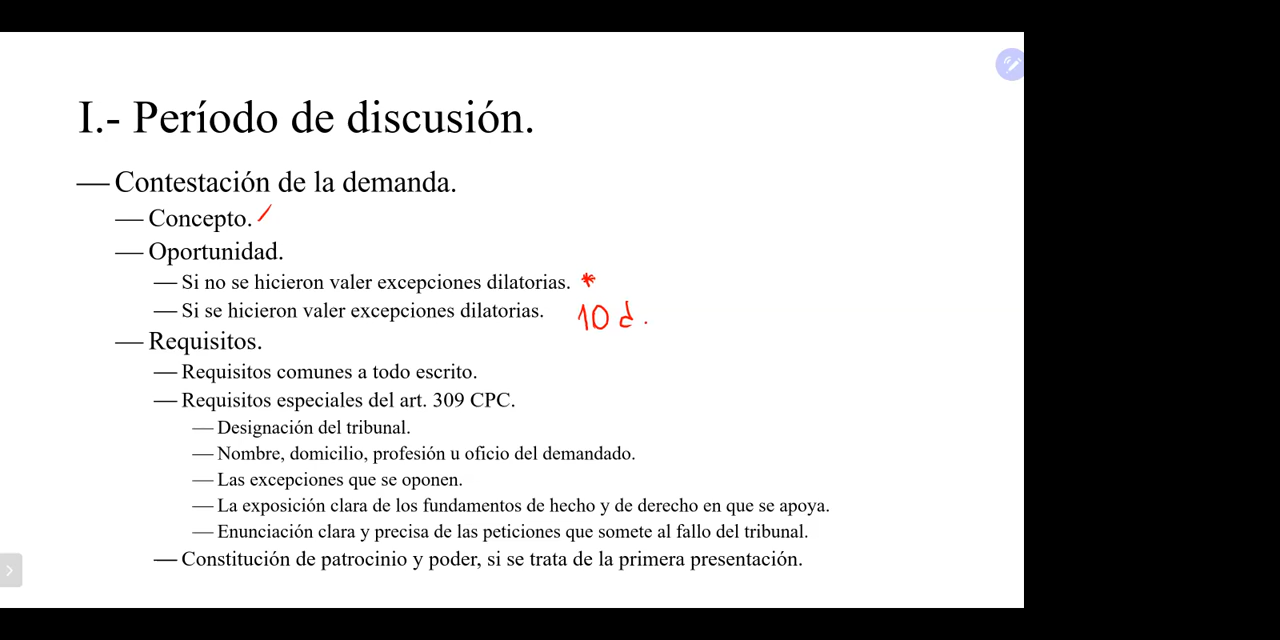 I.- Período de discusión.
— Contestación de la demanda.
— Concepto.
— Oportunidad.
— Si no se hicieron valer excepciones dilatorias. *
— Si se hicieron valer excepciones dilatorias. 10 d.
— Requisitos.
— Requisitos comunes a todo escrito.
— Requisitos especiales del art. 309 CPC.
— Designación del tribunal.
— Nombre, domicilio, profesión u oficio del demandado.
— Las excepciones que se oponen.
— La exposición clara de los fundamentos de hecho y de derecho en que se apoya.
— Enunciación clara y precisa de las peticiones que somete al fallo del tribunal.
— Constitución de patrocinio y poder, si se trata de la primera presentación.